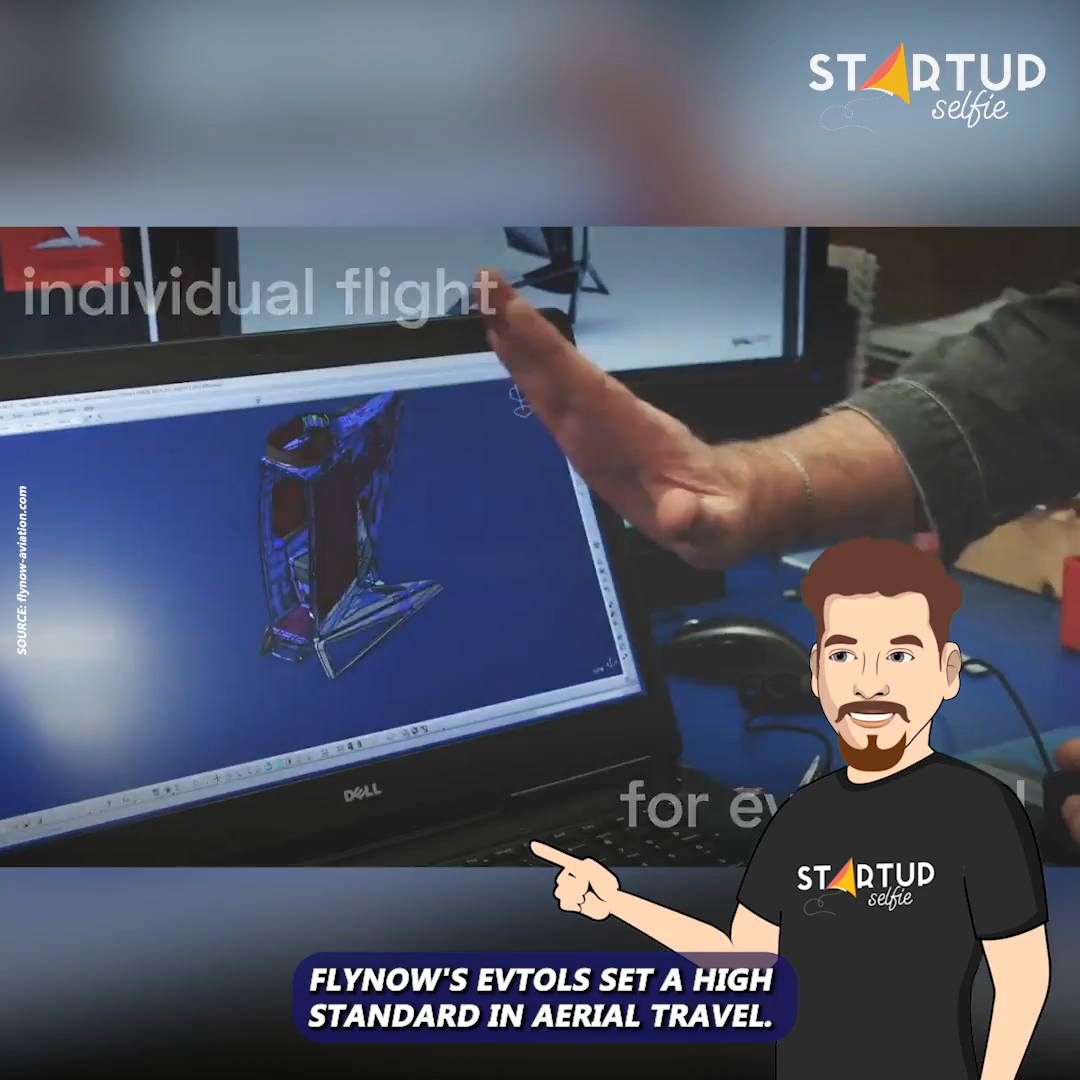 STARTUP
selfie
individual flight
SOURCE: flynow-aviation.com
DELL
for
STARTUP
selfie
FLYNOW'S EVTOLS SET A HIGH
STANDARD IN AERIAL TRAVEL.